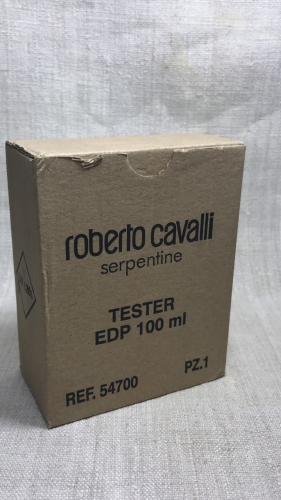 roberto cavalli
serpentine
TESTER
EDP 100 ml
REF. 54700
PZ.1